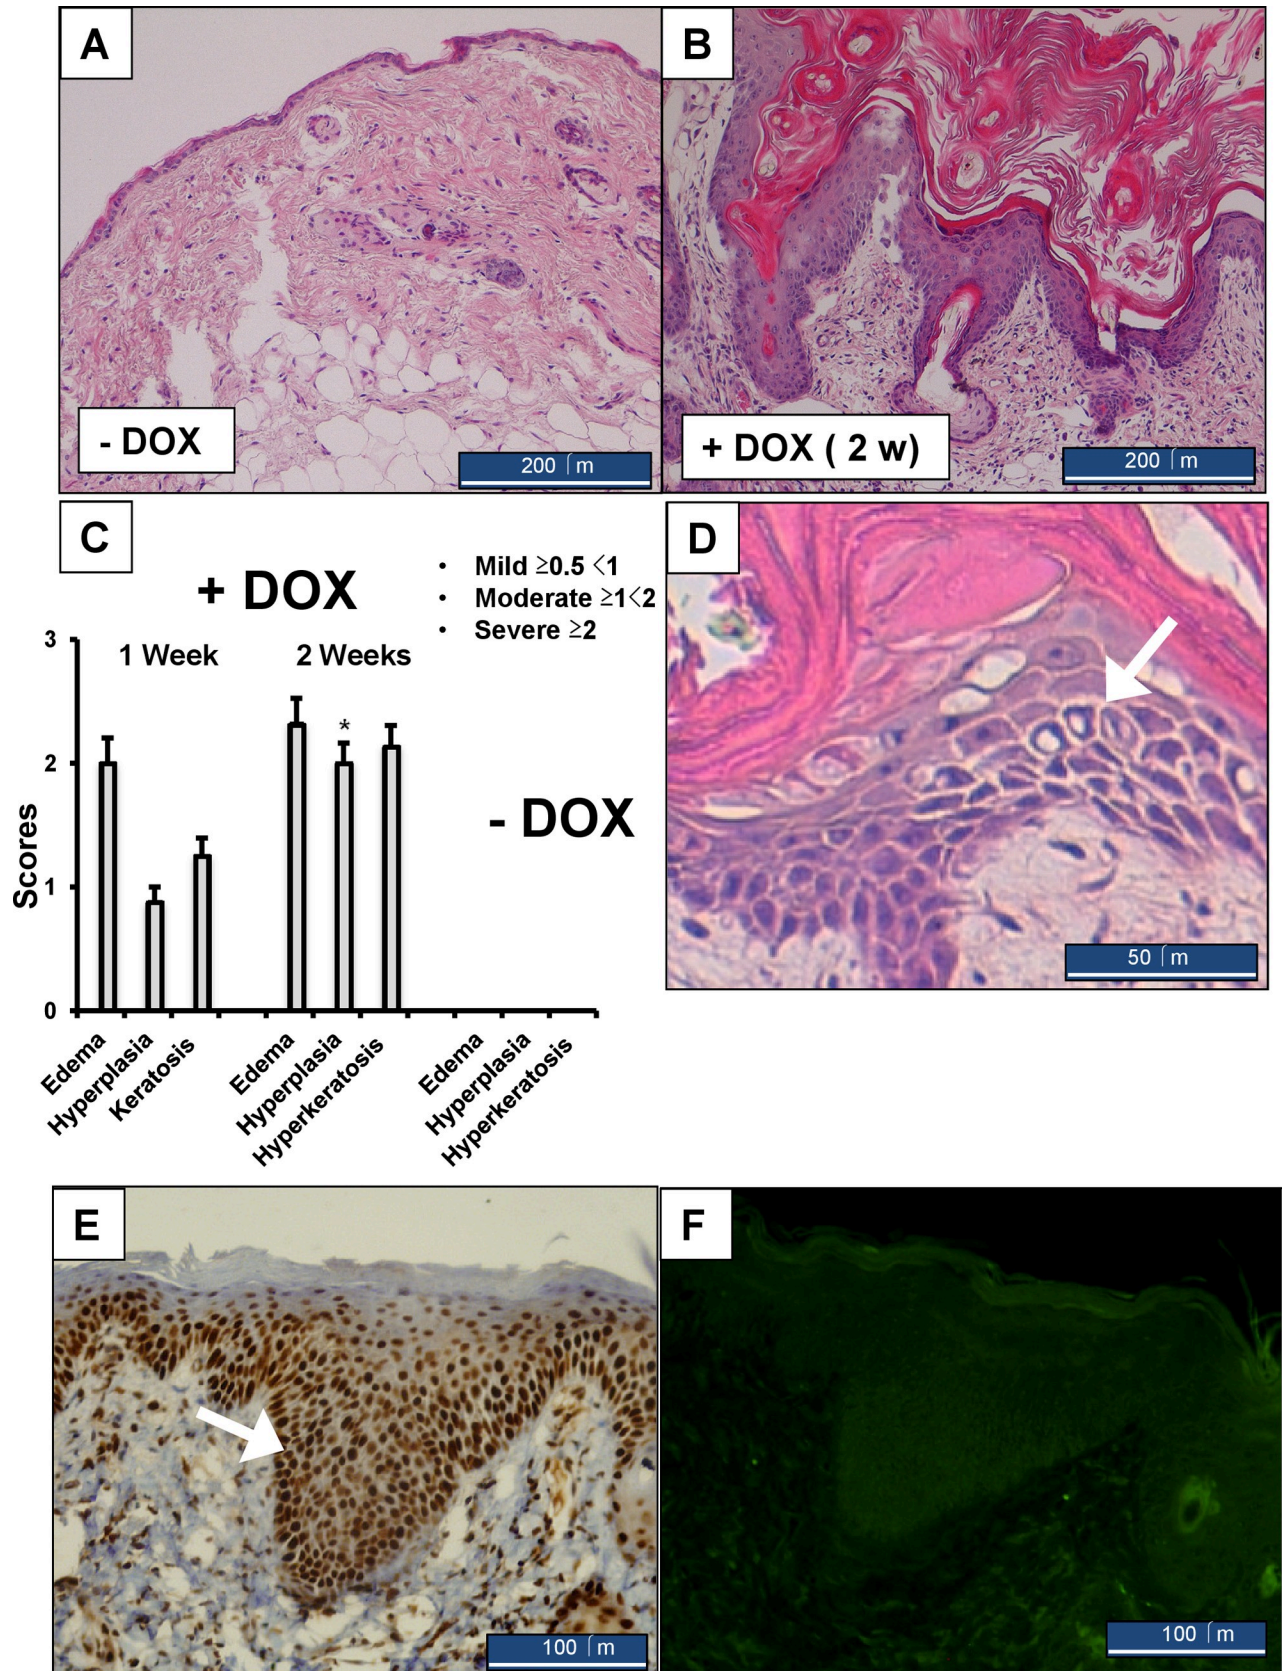 A
- DOX
200 ⌠m
B
+ DOX ( 2 w)
200 ⌠m
C
+ DOX
• Mild ≥0.5 <1
• Moderate ≥1<2
• Severe ≥2
1 Week
2 Weeks
- DOX
Scores
3
2
1
0
*
Edema
Hyperplasia
Keratosis
Edema
Hyperplasia
Hyperkeratosis
Edema
Hyperplasia
Hyperkeratosis
D
50 ⌠m
E
100 ⌠m
F
100 ⌠m